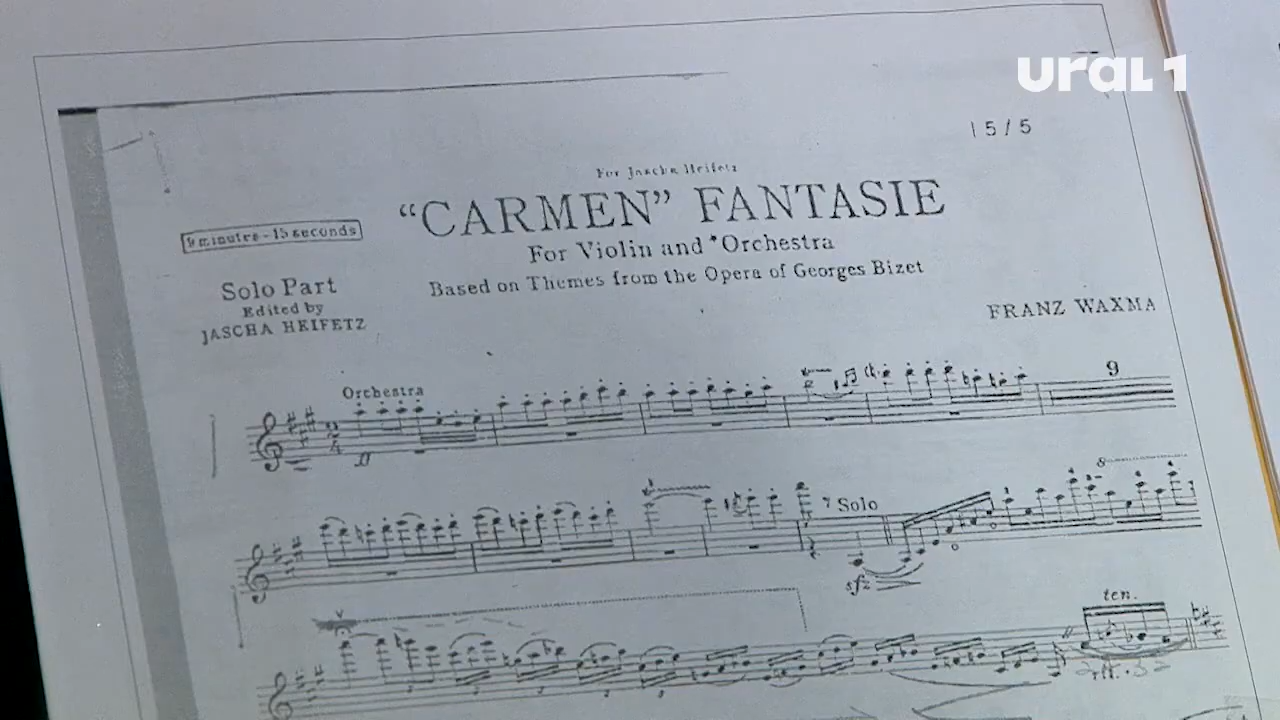 ural 1
15/5
For Jascha Heifetz
"CARMEN" FANTASIE
9 minutes - 15 seconds
For Violin and *Orchestra
Solo Part
Based on Themes from the Opera of Georges Bizet
Edited by
JASCHA HEIFETZ
FRANZ WAXMA
Orchestra
9
8
7 Solo
sfz
ten.